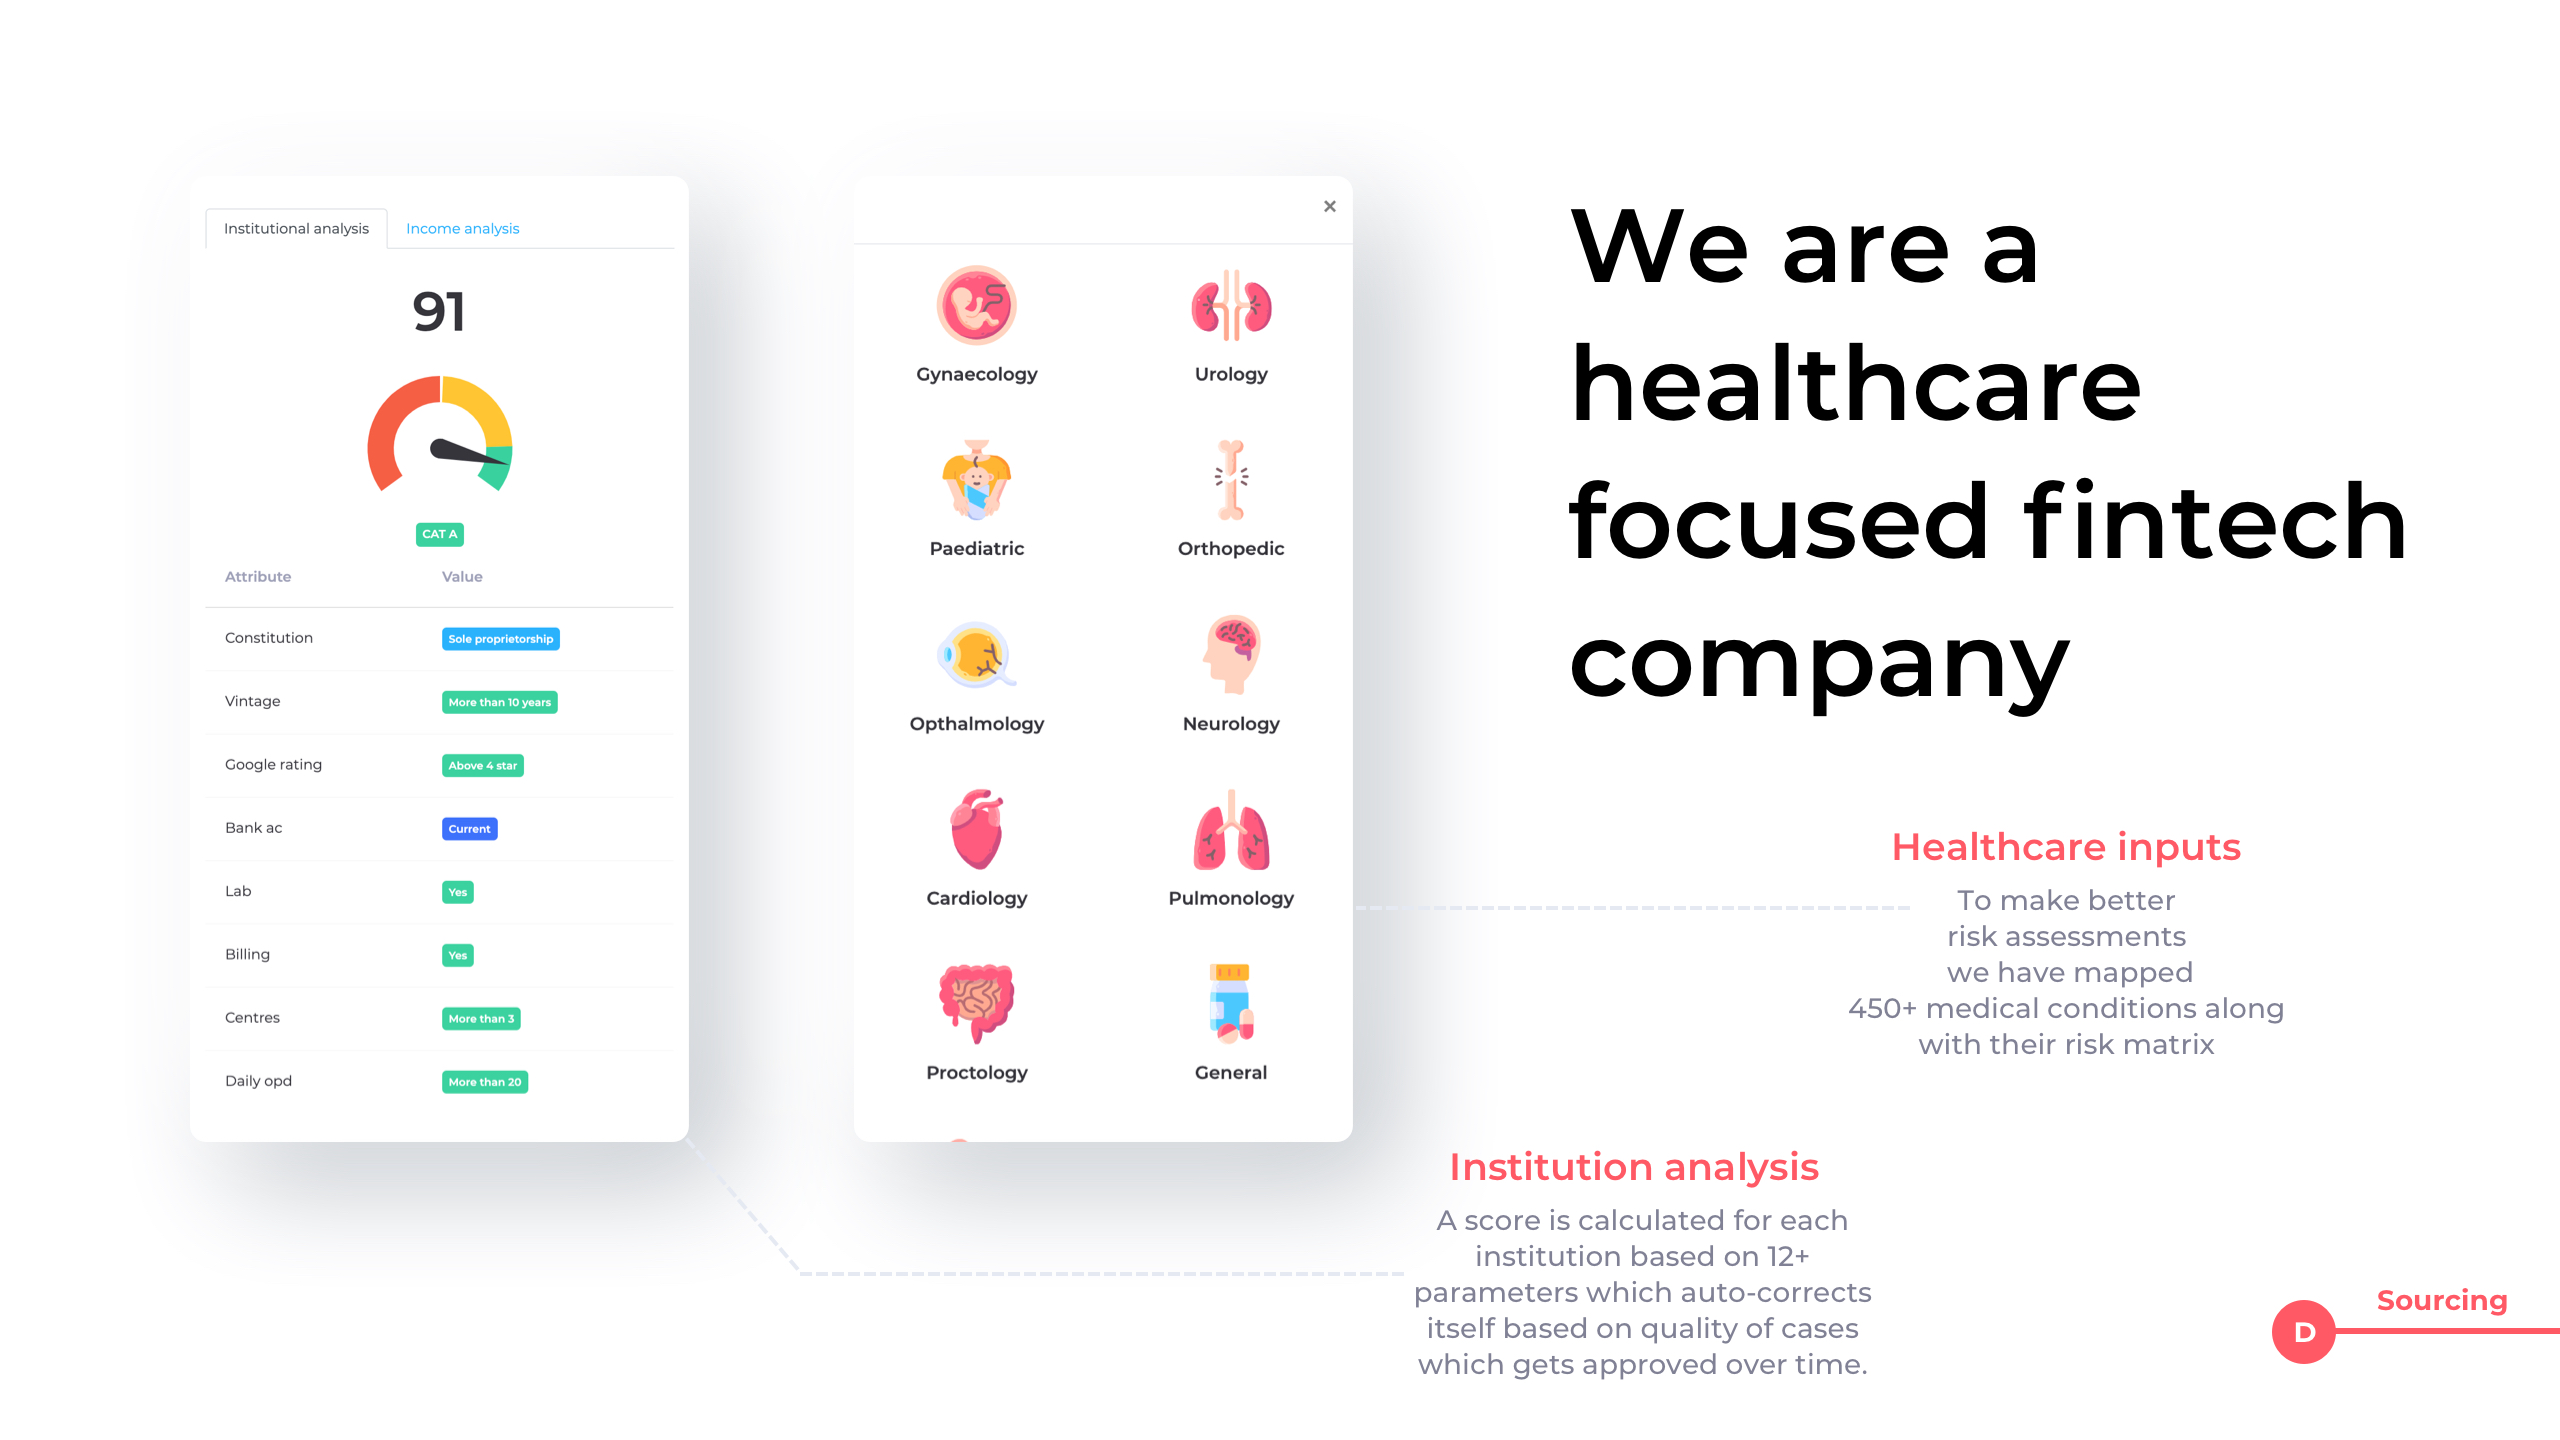 Institutional analysis
Income analysis
91
CAT A
Attribute Value
Constitution Sole proprietorship
Vintage More than 10 years
Google rating Above 4 star
Bank ac Current
Lab Yes
Billing Yes
Centres More than 3
Daily opd More than 20
×
Gynaecology Urology
Paediatric Orthopedic
Opthalmology Neurology
Cardiology Pulmonology
Proctology General
We are a
healthcare
focused fintech
company
Healthcare inputs
To make better
risk assessments
we have mapped
450+ medical conditions along
with their risk matrix
Institution analysis
A score is calculated for each
institution based on 12+
parameters which auto-corrects
itself based on quality of cases
which gets approved over time.
Sourcing
D